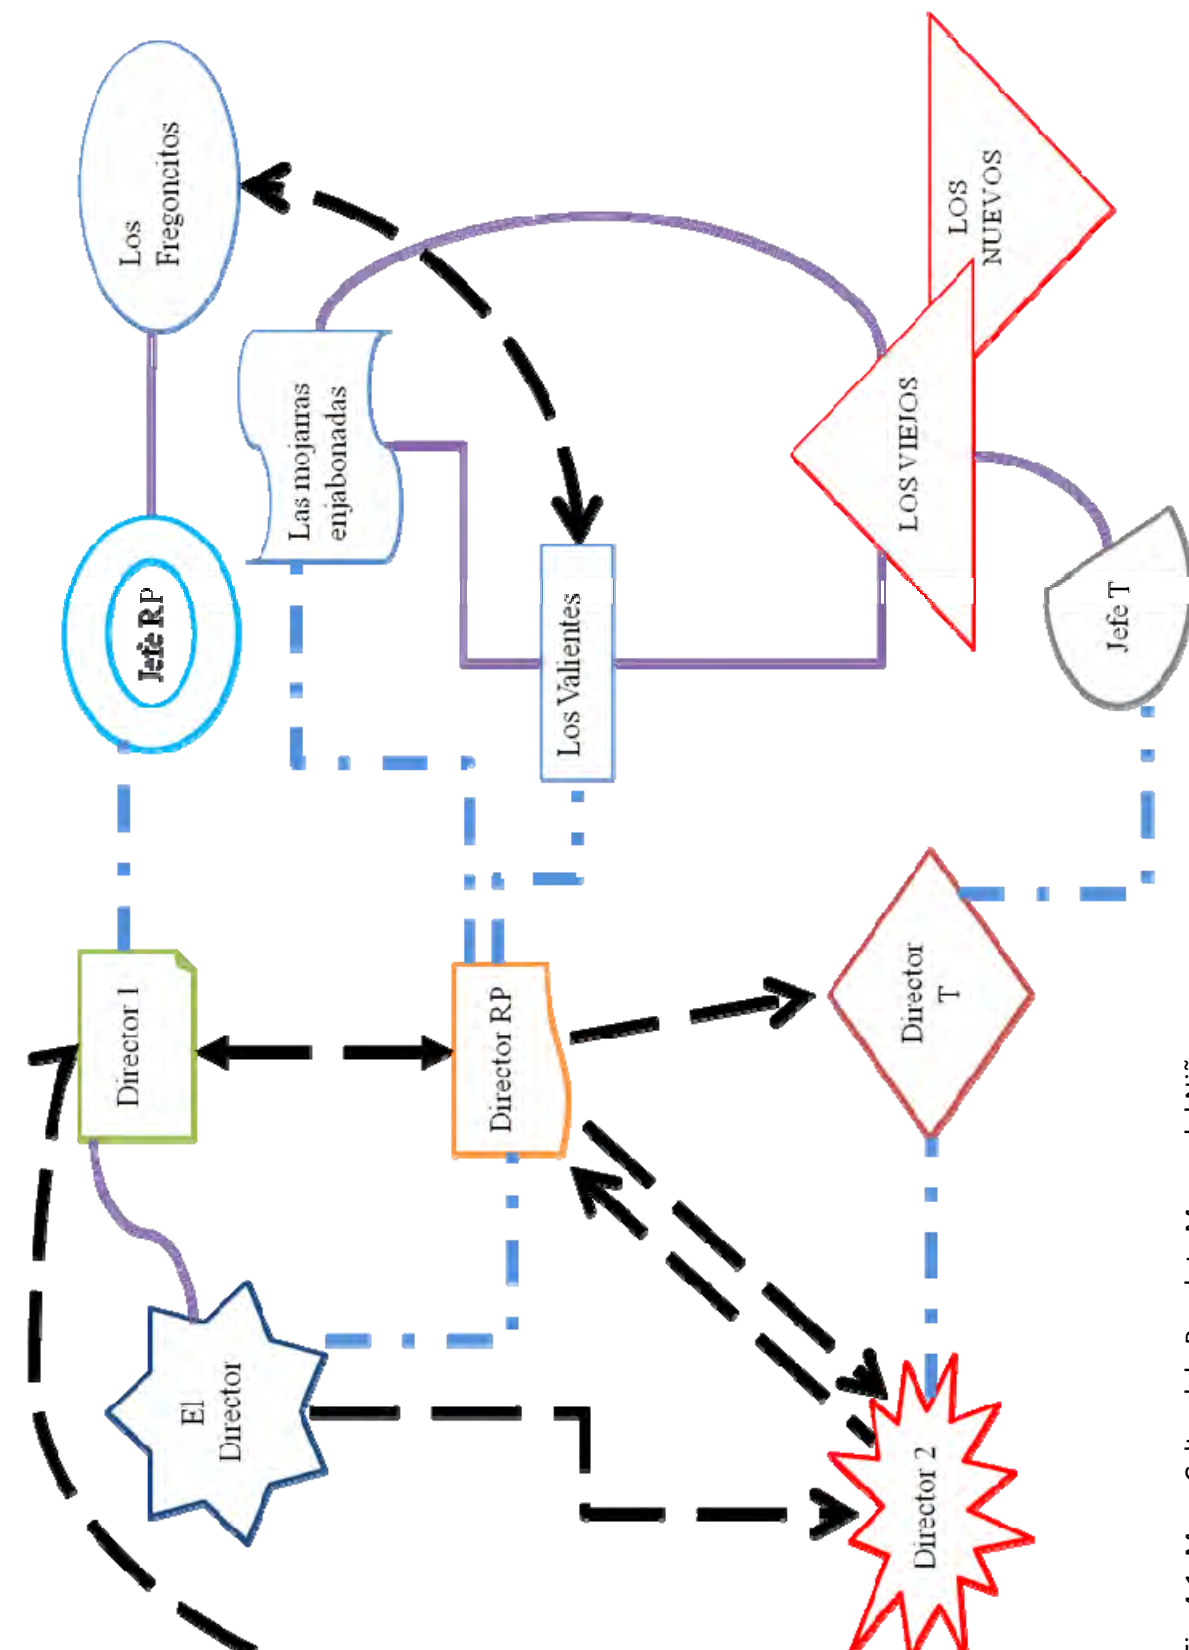 Los
Fregoncitos
Jefe RP
Las mojarras
enjabonadas
LOS
NUEVOS
LOS VIEJOS
Los Valientes
Jefe T
Director 1
Director RP
Director
T
El
Director
Director 2